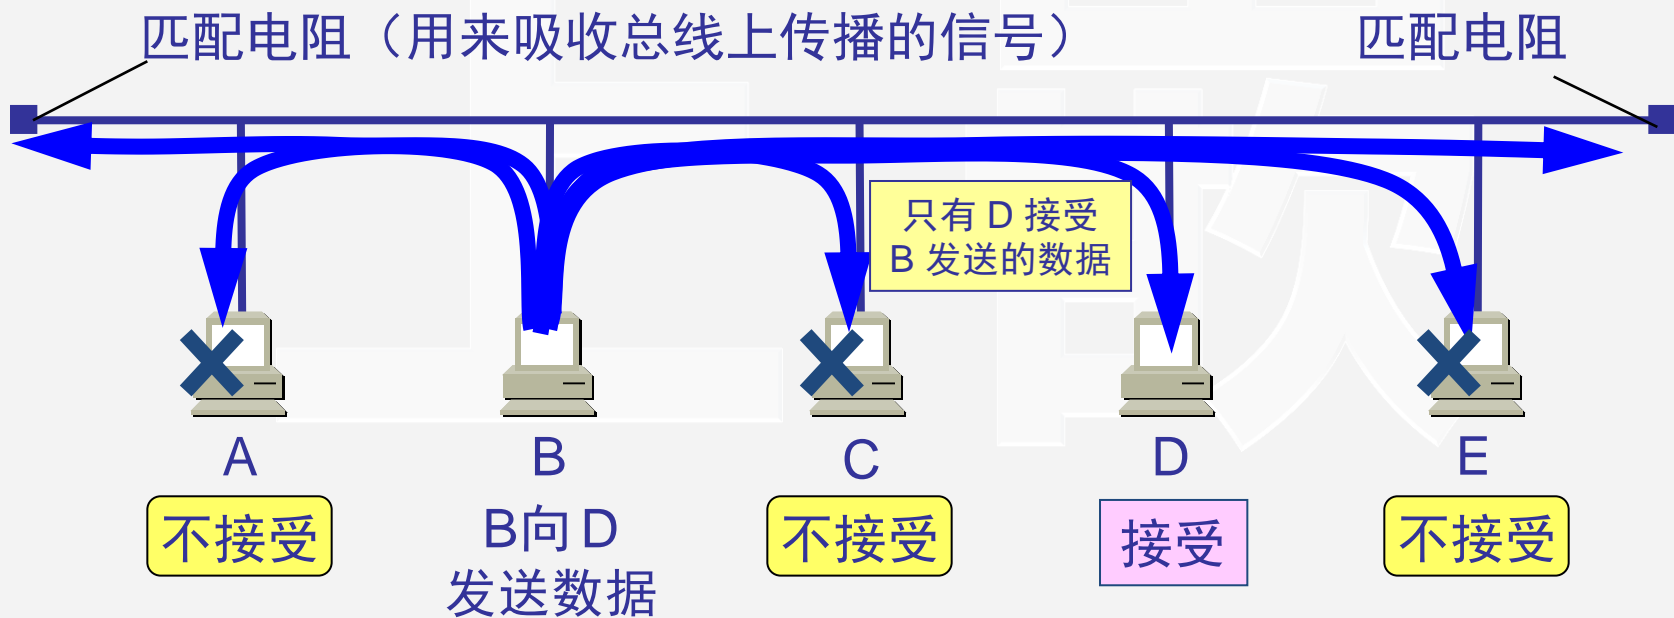 匹配电阻（用来吸收总线上传播的信号）
匹配电阻
只有 D 接受
B 发送的数据
A
B
C
D
E
不接受
B向 D
发送数据
不接受
接受
不接受